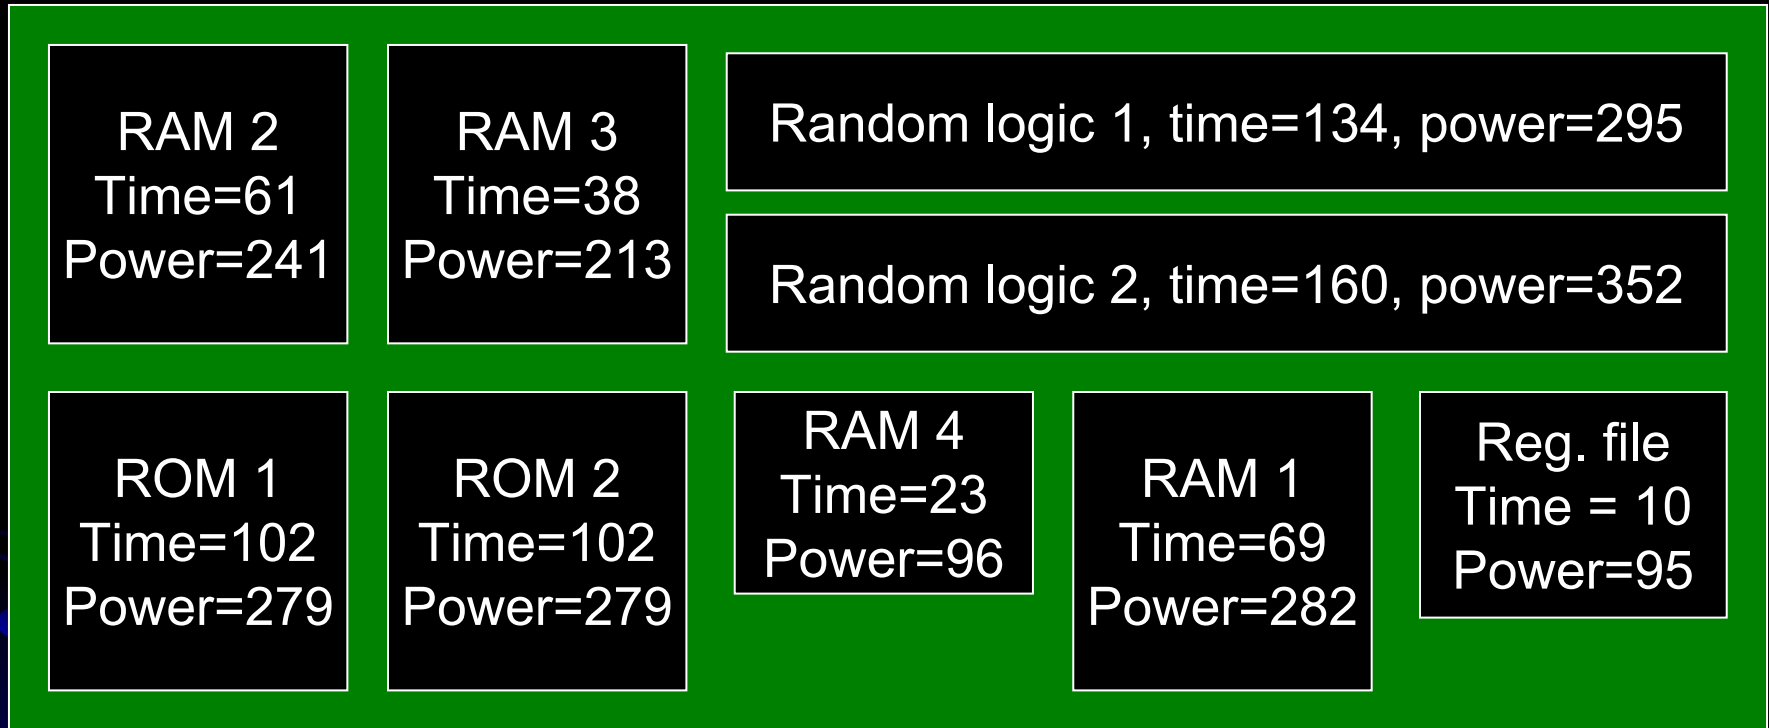 RAM 2
Time=61
Power=241
RAM 3
Time=38
Power=213
Random logic 1, time=134, power=295
Random logic 2, time=160, power=352
ROM 1
Time=102
Power=279
ROM 2
Time=102
Power=279
RAM 4
Time=23
Power=96
RAM 1
Time=69
Power=282
Reg. file
Time = 10
Power=95